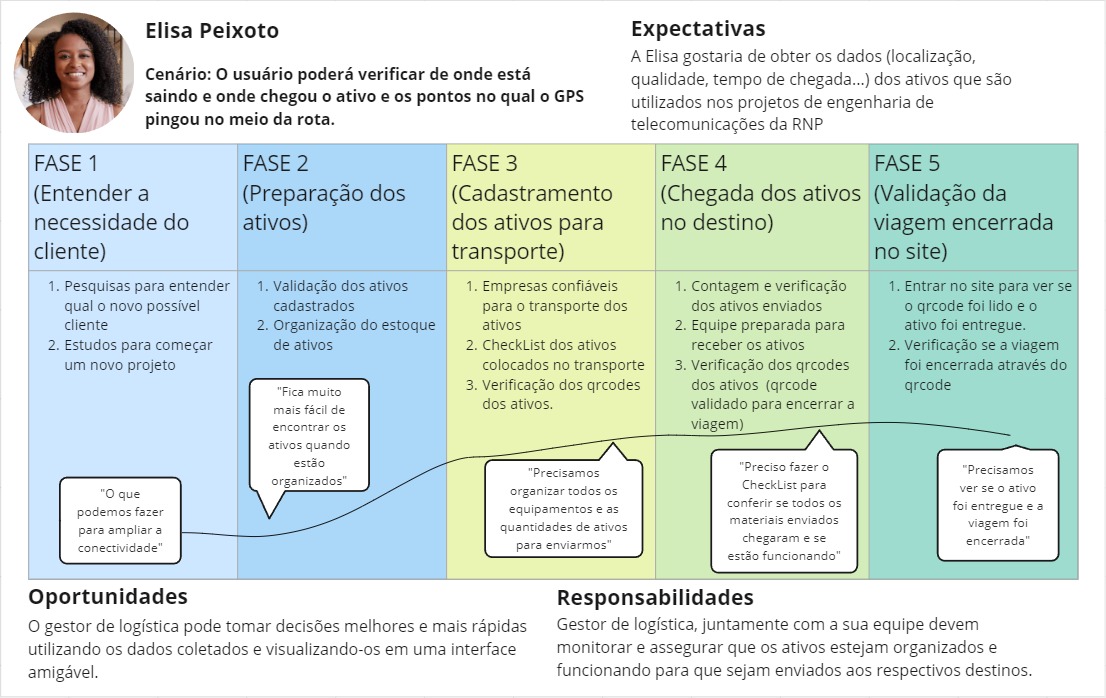 Elisa Peixoto
Cenário: O usuário poderá verificar de onde está
saindo e onde chegou o ativo e os pontos no qual o GPS
pingou no meio da rota.
Expectativas
A Elisa gostaria de obter os dados (localização,
qualidade, tempo de chegada...) dos ativos que são
utilizados nos projetos de engenharia de
telecomunicações da RNP
FASE 1
(Entender a
necessidade do
cliente)
FASE 2
(Preparação dos
ativos)
FASE 3
(Cadastramento
dos ativos para
transporte)
FASE 4
(Chegada dos ativos
no destino)
FASE 5
(Validação da
viagem encerrada
no site)
1. Pesquisas para entender
qual o novo possível
cliente
2. Estudos para começar
um novo projeto
1. Validação dos ativos
cadastrados
2. Organização do estoque
de ativos
1. Empresas confiáveis
para o transporte dos
ativos
2. CheckList dos ativos
colocados no transporte
3. Verificação dos qrcodes
dos ativos.
1. Contagem e verificação
dos ativos enviados
2. Equipe preparada para
receber os ativos
3. Verificação dos qrcodes
dos ativos (qrcode
validado para encerrar a
viagem)
1. Entrar no site para ver se
o qrcode foi lido e o
ativo foi entregue.
2. Verificação se a viagem
foi encerrada através do
qrcode
"O que
podemos fazer
para ampliar a
conectividade"
"Fica muito
mais fácil de
encontrar os
ativos quando
estão
organizados"
"Precisamos
organizar todos os
equipamentos e as
quantidades de ativos
para enviarmos"
"Preciso fazer o
CheckList para
conferir se todos os
materiais enviados
chegaram e se
estão funcionando"
"Precisamos
ver se o ativo
foi entregue e a
viagem foi
encerrada"
Oportunidades
O gestor de logística pode tomar decisões melhores e mais rápidas
utilizando os dados coletados e visualizando-os em uma interface
amigável.
Responsabilidades
Gestor de logística, juntamente com a sua equipe devem
monitorar e assegurar que os ativos estejam organizados e
funcionando para que sejam enviados aos respectivos destinos.